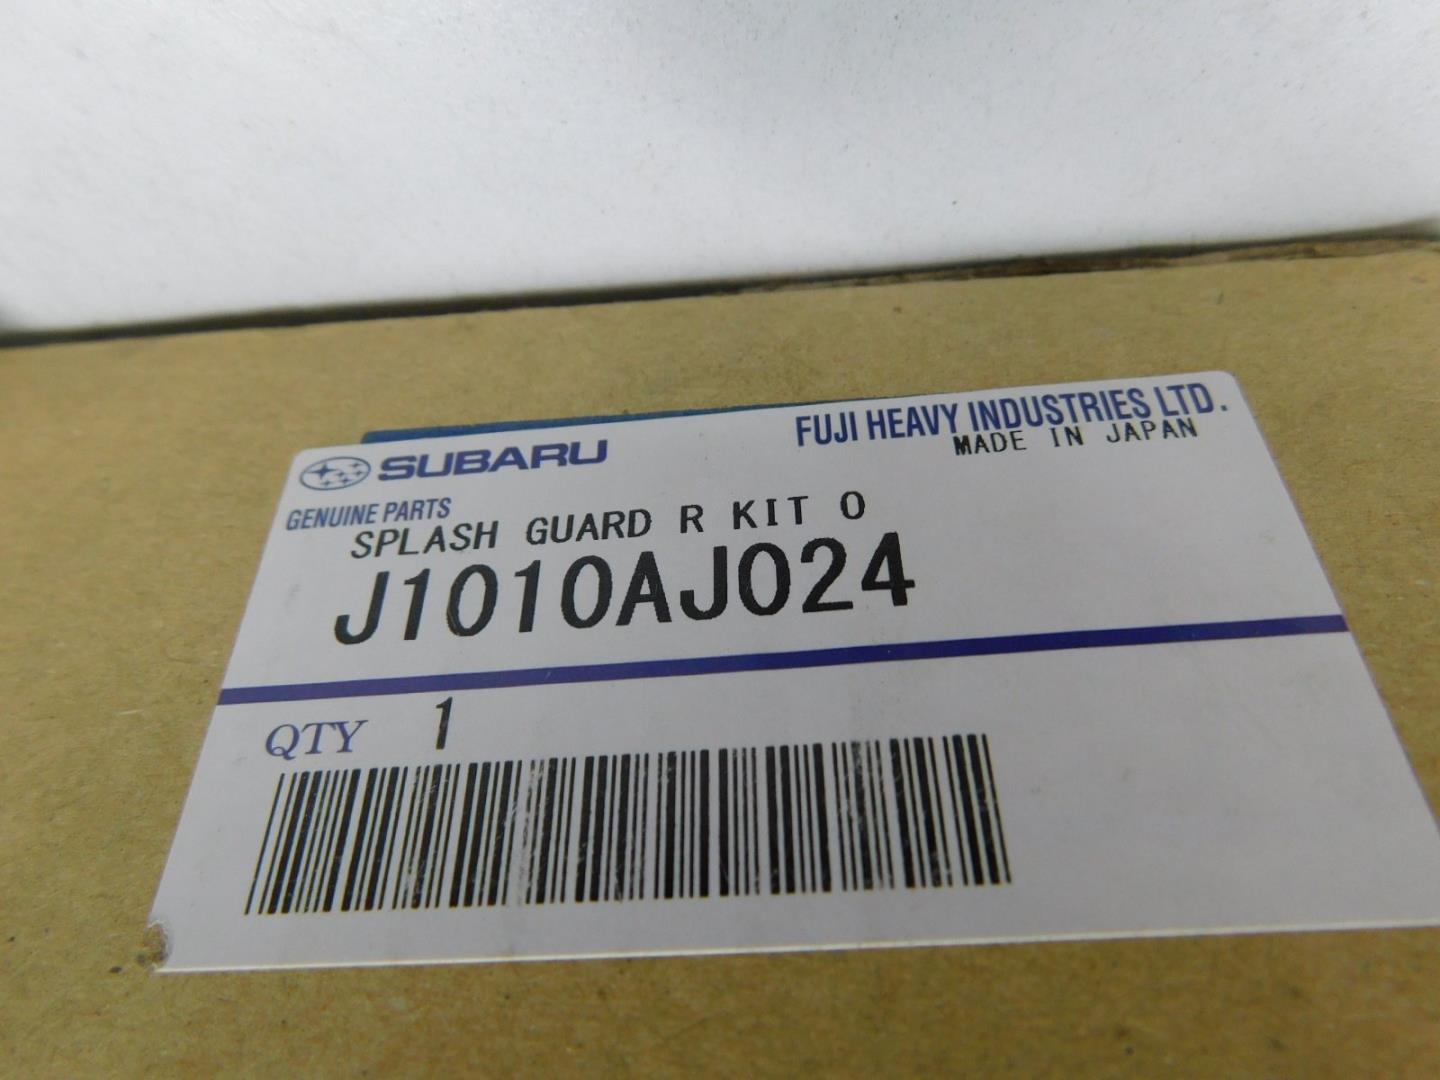 SUBARU
FUJI HEAVY INDUSTRIES LTD.
MADE IN JAPAN
GENUINE PARTS
SPLASH GUARD R KIT O
J1010AJ024
QTY 1